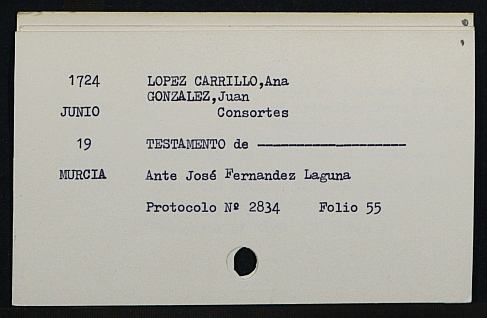 1724 LOPEZ CARRILLO,Ana
GONZALEZ,Juan
JUNIO Consortes
19 TESTAMENTO de -------------------
MURCIA Ante José Fernandez Laguna
Protocolo Nº 2834 Folio 55